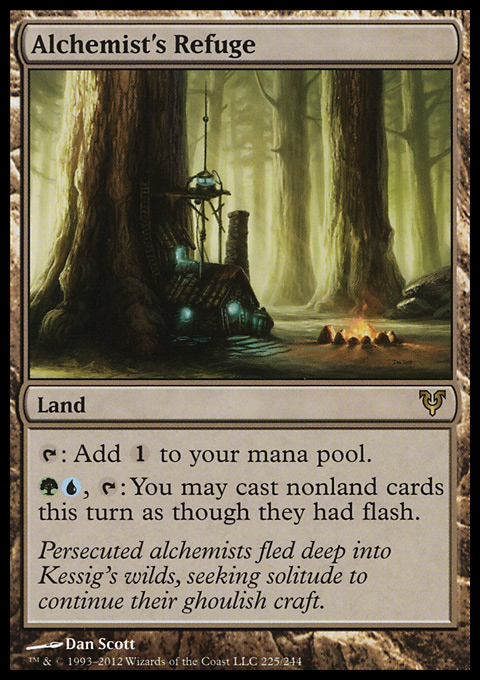 Alchemist's Refuge
Land
: Add 1 to your mana pool.
, : You may cast nonland cards
this turn as though they had flash.
Persecuted alchemists fled deep into
Kessig's wilds, seeking solitude to
continue their ghoulish craft.
Dan Scott
™ & © 1993–2012 Wizards of the Coast LLC 225/244